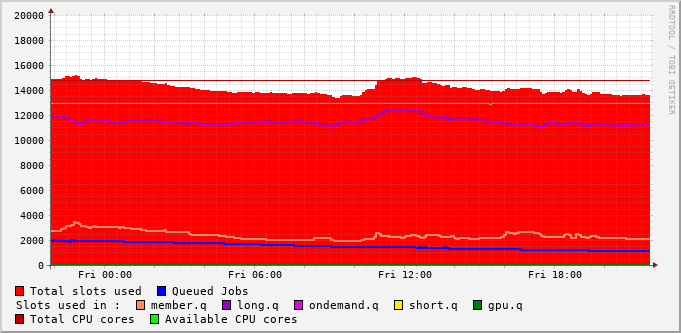 20000
18000
16000
14000
12000
10000
8000
6000
4000
2000
0
Fri 00:00 Fri 06:00 Fri 12:00 Fri 18:00
RRDTOOL / TOBI OETIKER
Total slots used Queued Jobs
Slots used in : member.q long.q ondemand.q short.q gpu.q
Total CPU cores Available CPU cores